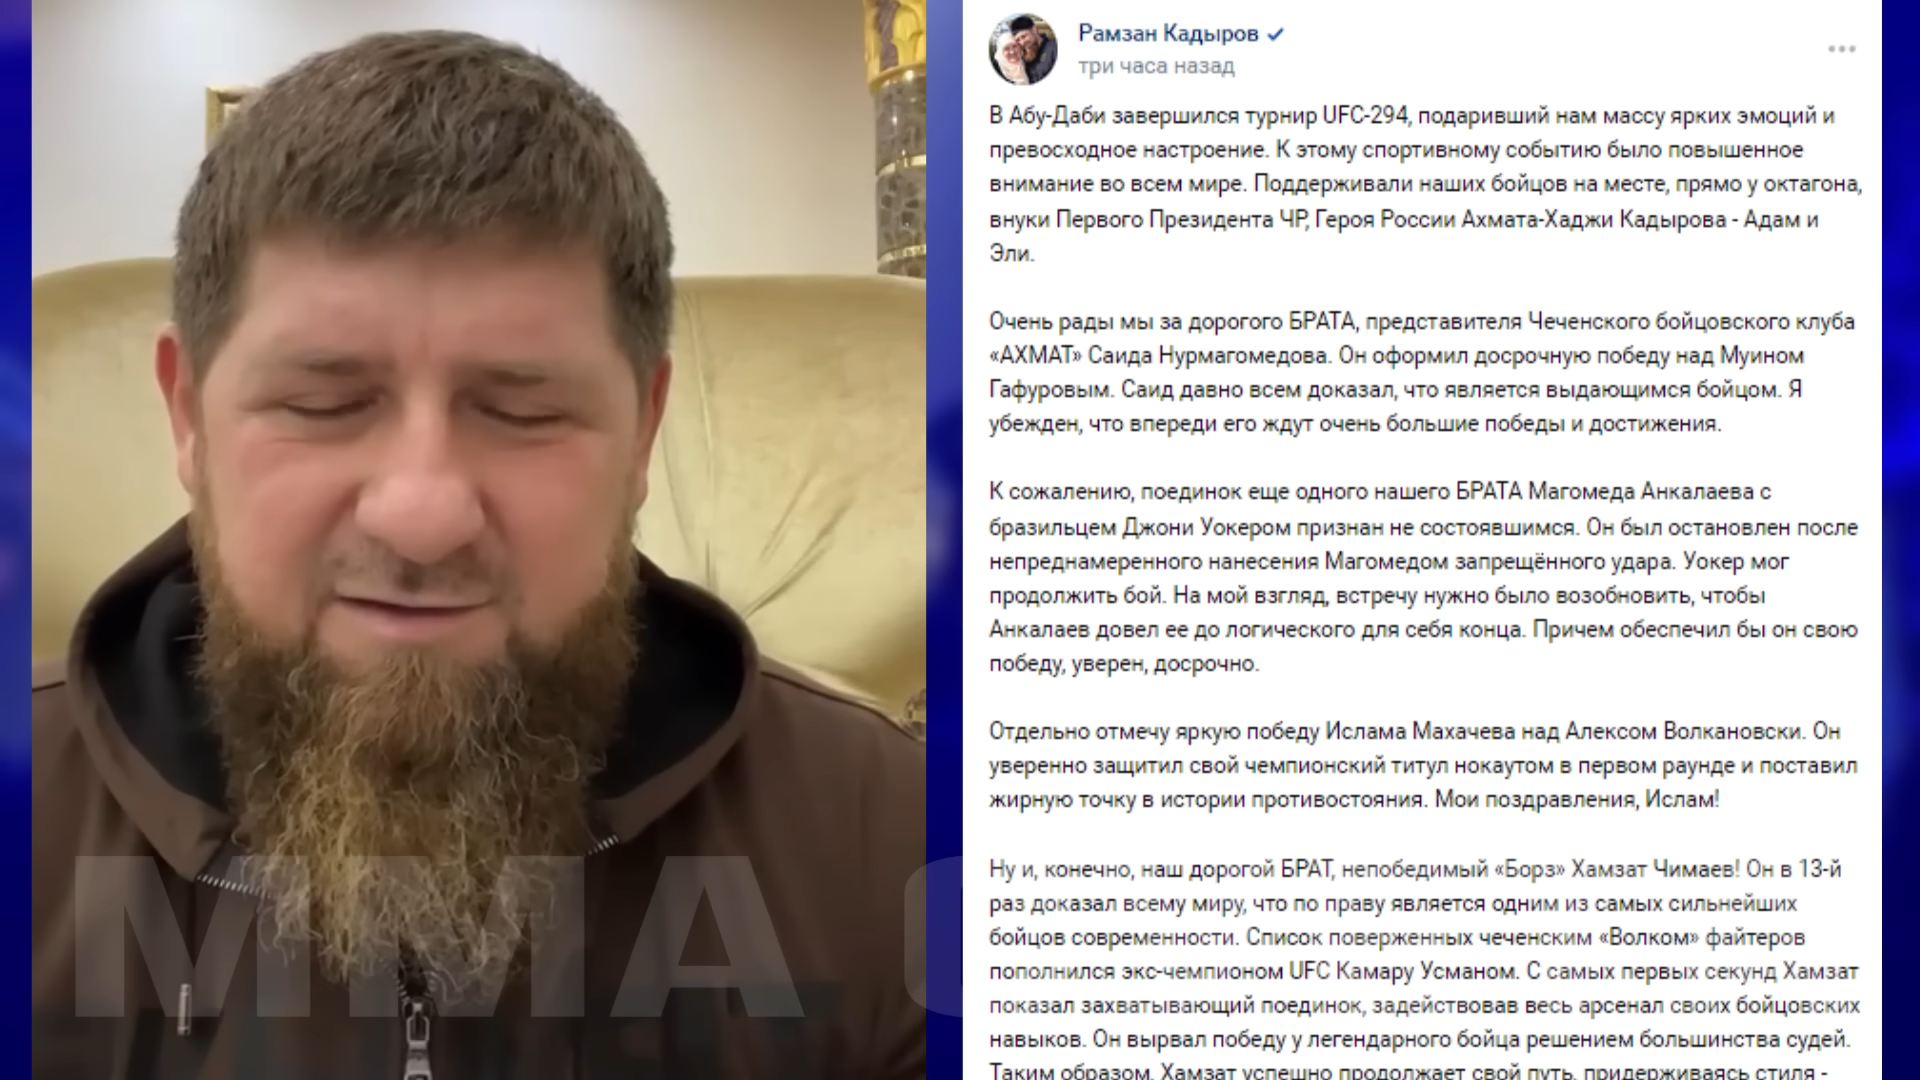 Рамзан Кадыров
три часа назад
В Абу-Даби завершился турнир UFC-294, подаривший нам массу ярких эмоций и
превосходное настроение. К этому спортивному событию было повышенное
внимание во всем мире. Поддерживали наших бойцов на месте, прямо у октагона,
внуки Первого Президента ЧР, Героя России Ахмата-Хаджи Кадырова - Адам и
Эли.
Очень рады мы за дорогого БРАТА, представителя Чеченского бойцовского клуба
«АХМАТ» Саида Нурмагомедова. Он оформил досрочную победу над Муином
Гафуровым. Саид давно всем доказал, что является выдающимся бойцом. Я
убежден, что впереди его ждут очень большие победы и достижения.
К сожалению, поединок еще одного нашего БРАТА Магомеда Анкалаева с
бразильцем Джони Уокером признан не состоявшимся. Он был остановлен после
непреднамеренного нанесения Магомедом запрещённого удара. Уокер мог
продолжить бой. На мой взгляд, встречу нужно было возобновить, чтобы
Анкалаев довел ее до логического для себя конца. Причем обеспечил бы он свою
победу, уверен, досрочно.
Отдельно отмечу яркую победу Ислама Махачева над Алексом Волкановски. Он
уверенно защитил свой чемпионский титул нокаутом в первом раунде и поставил
жирную точку в истории противостояния. Мои поздравления, Ислам!
Ну и, конечно, наш дорогой БРАТ, непобедимый «Борз» Хамзат Чимаев! Он в 13-й
раз доказал всему миру, что по праву является одним из самых сильнейших
бойцов современности. Список поверженных чеченским «Волком» файтеров
пополнился экс-чемпионом UFC Камару Усманом. С самых первых секунд Хамзат
показал захватывающий поединок, задействовав весь арсенал своих бойцовских
навыков. Он вырвал победу у легендарного бойца решением большинства судей.
Таким образом, Хамзат успешно продолжает свой путь, придерживаясь стиля -
MMA